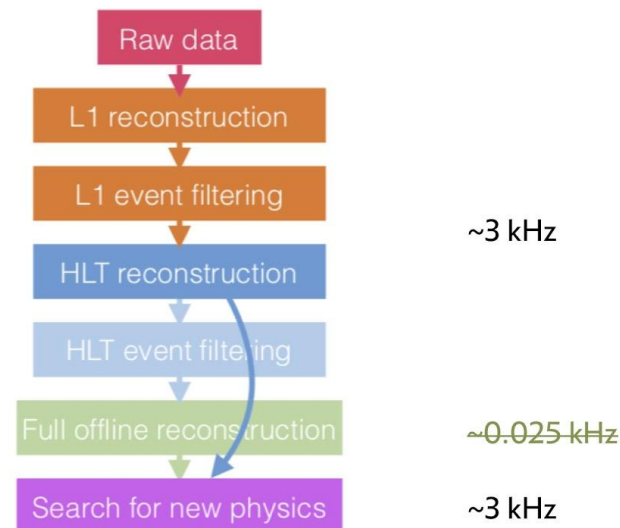 Raw data
L1 reconstruction
L1 event filtering
~3 kHz
HLT reconstruction
HLT event filtering
Full offline reconstruction
~0.025 kHz
Search for new physics
~3 kHz